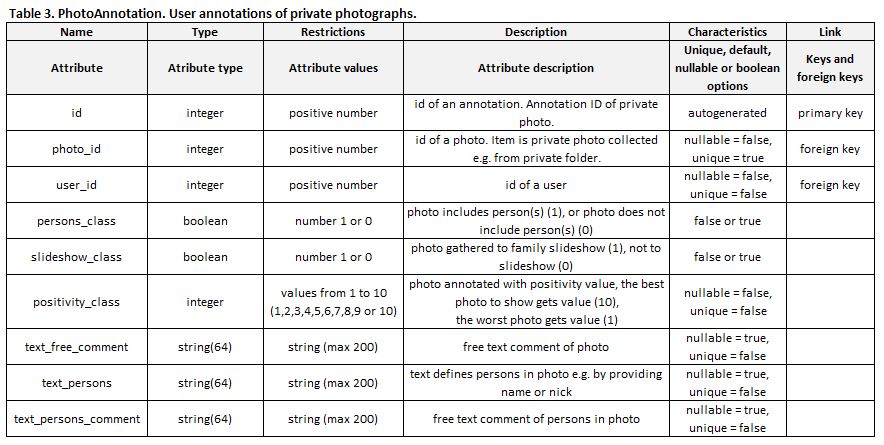 Table 3. PhotoAnnotation. User annotations of private photographs.
Name Type Restrictions Description Characteristics Link
Attribute Atribute type Attribute values Attribute description Unique, default, nullable or boolean options Keys and foreign keys
id integer positive number id of an annotation. Annotation ID of private photo. autogenerated primary key
photo_id integer positive number id of a photo. Item is private photo collected e.g. from private folder. nullable = false, unique = true foreign key
user_id integer positive number id of a user nullable = false, unique = false foreign key
persons_class boolean number 1 or 0 photo includes person(s) (1), or photo does not include person(s) (0) false or true
slideshow_class boolean number 1 or 0 photo gathered to family slideshow (1), not to slideshow (0) false or true
positivity_class integer values from 1 to 10 (1,2,3,4,5,6,7,8,9 or 10) photo annotated with positivity value, the best photo to show gets value (10), the worst photo gets value (1) nullable = false, unique = false
text_free_comment string(64) string (max 200) free text comment of photo nullable = true, unique = false
text_persons string(64) string (max 200) text defines persons in photo e.g. by providing name or nick nullable = true, unique = false
text_persons_comment string(64) string (max 200) free text comment of persons in photo nullable = true, unique = false